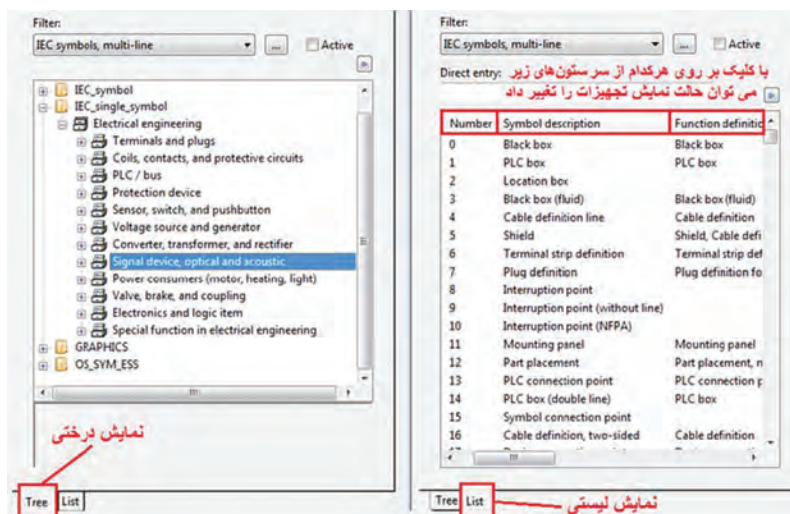 Filter:
IEC symbols, multi-line
...
Active
IEC_symbol
IEC_single_symbol
Electrical engineering
Terminals and plugs
Coils, contacts, and protective circuits
PLC / bus
Protection device
Sensor, switch, and pushbutton
Voltage source and generator
Converter, transformer, and rectifier
Signal device, optical and acoustic
Power consumers (motor, heating, light)
Valve, brake, and coupling
Electronics and logic item
Special function in electrical engineering
GRAPHICS
OS_SYM_ESS
نمایش درختی
Tree List
Filter:
IEC symbols, multi-line
...
Active
Direct entry:
با کلیک بر روی هرکدام از سر ستون‌های زیر
می توان حالت نمایش تجهیزات را تغییر داد
Number Symbol description Function definitic
0 Black box Black box
1 PLC box PLC box
2 Location box
3 Black box (fluid) Black box (fluid)
4 Cable definition line Cable definition
5 Shield Shield, Cable defi
6 Terminal strip definition Terminal strip def
7 Plug definition Plug definition fo
8 Interruption point
9 Interruption point (without line)
10 Interruption point (NFPA)
11 Mounting panel Mounting panel
12 Part placement Part placement, n
13 PLC connection point PLC connection p
14 PLC box (double line) PLC box
15 Symbol connection point
16 Cable definition, two-sided Cable definition
Tree List
نمایش لیستی